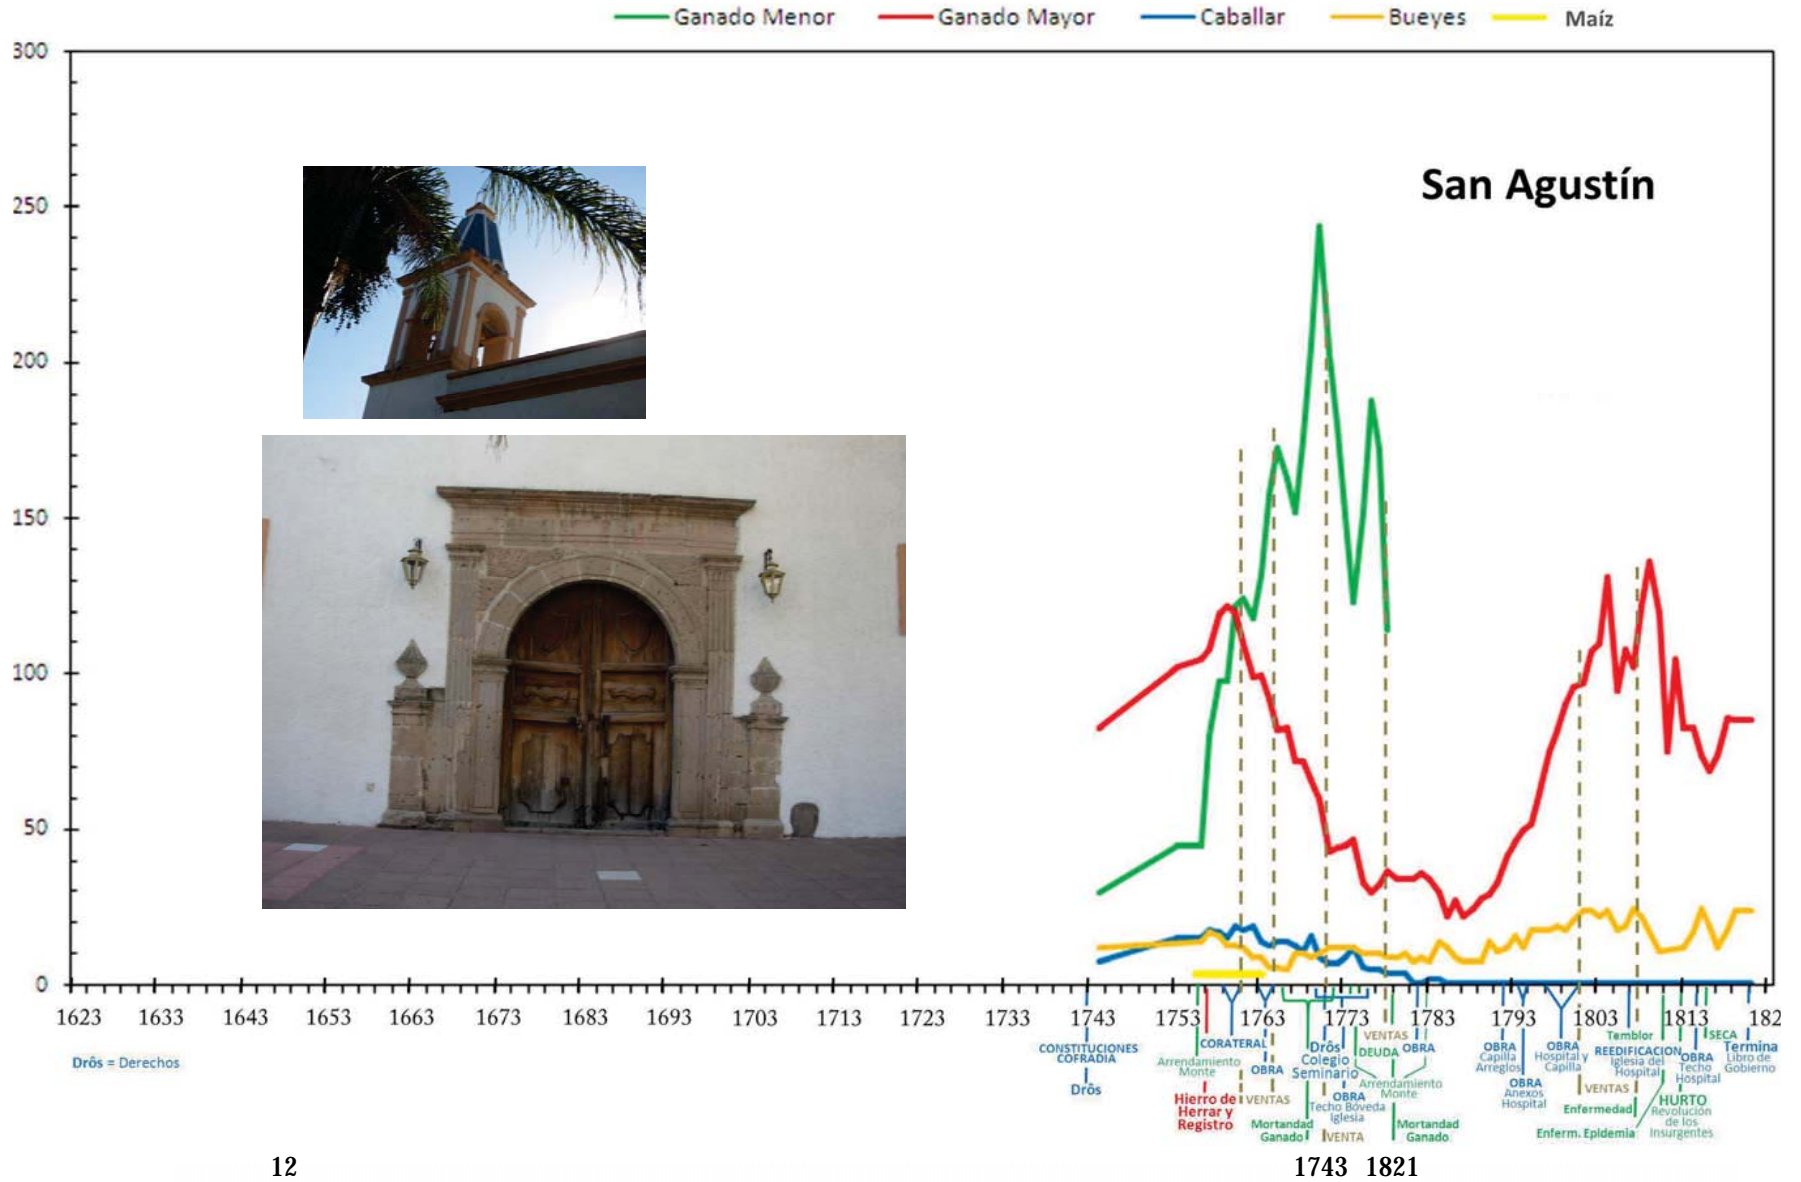 Ganado Menor Ganado Mayor Caballar Bueyes Maíz
300
250
200
150
100
50
0
San Agustín
1623 1633 1643 1653 1663 1673 1683 1693 1703 1713 1723 1733 1743 1753 1763 1773 1783 1793 1803 1813 182
Drôs = Derechos
CONSTITUCIONES
COFRADIA
Drôs
Arrendamiento
Monte
Hierro de
Herrar y
Registro
CORATERAL
OBRA
VENTAS
Mortandad
Ganado
Drôs
Colegio
Seminario
OBRA
Techo Bóveda
Iglesia
VENTA
VENTAS
DEUDA
OBRA
Arrendamiento
Monte
Mortandad
Ganado
OBRA
Capilla
Arreglos
OBRA
Anexos
Hospital
OBRA
Hospital y
Capilla
VENTAS
Temblor
REEDIFICACION
Iglesia del
Hospital
Enfermedad
Enferm. Epidemia
HURTO
Revolución
de los
Insurgentes
OBRA
Techo
Hospital
SECA
Termina
Libro de
Gobierno
12
1743 1821